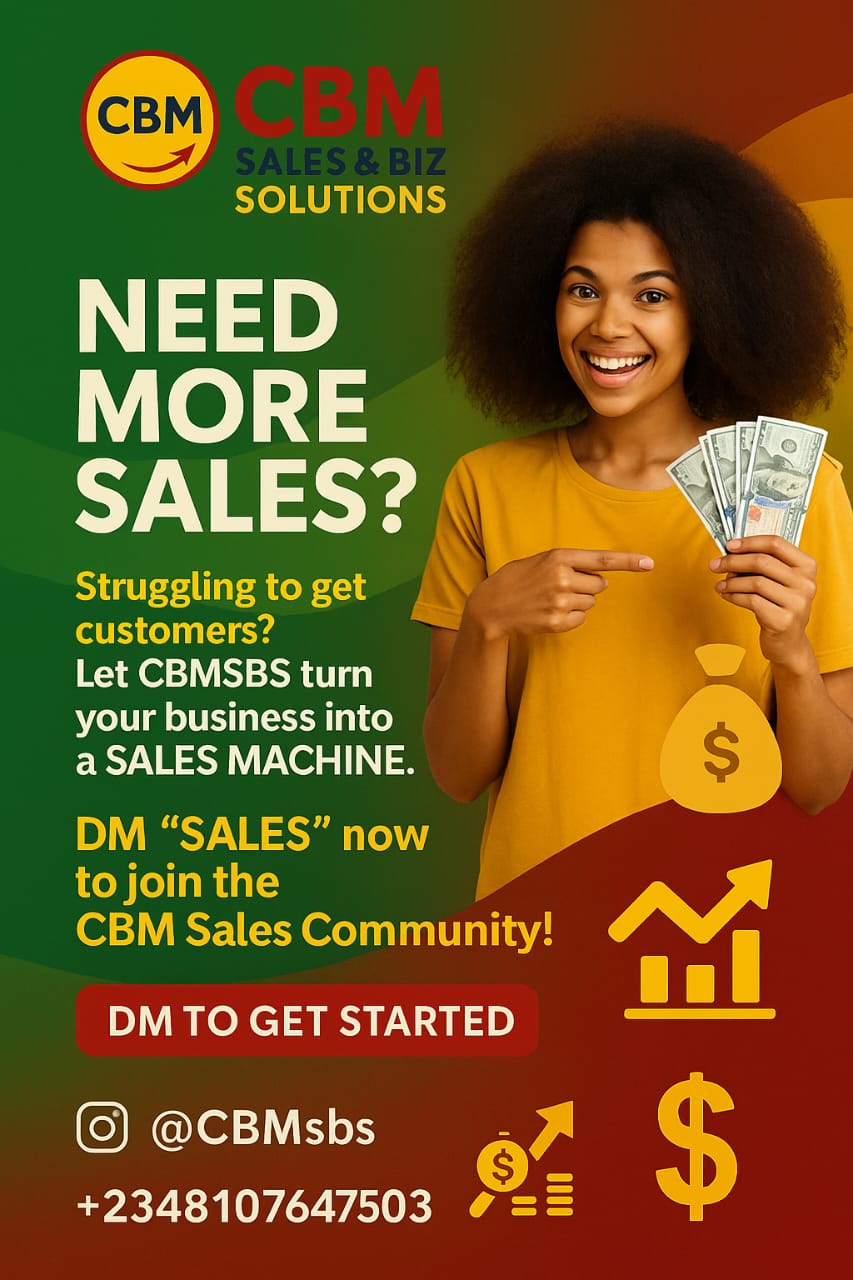 CBM
CBM
SALES & BIZ
SOLUTIONS
NEED
MORE
SALES?
Struggling to get
customers?
Let CBMSBS turn
your business into
a SALES MACHINE.
DM “SALES” now
to join the
CBM Sales Community!
DM TO GET STARTED
@CBMsbs
+2348107647503
$
$
$